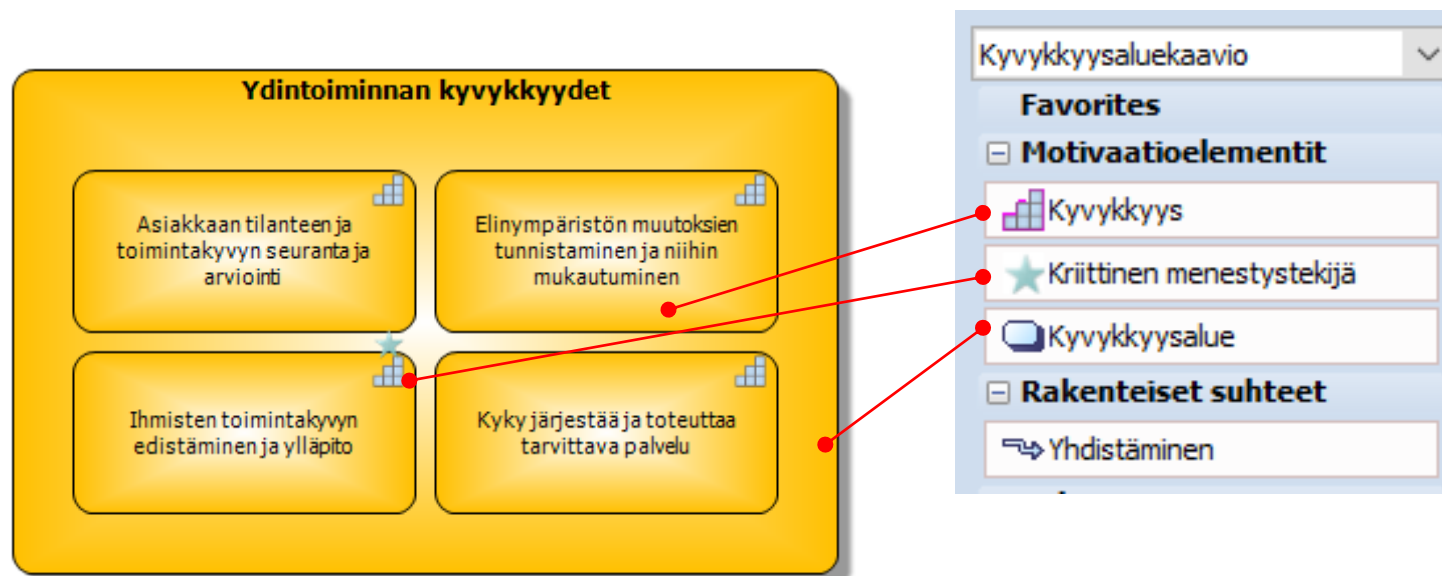 Ydintoiminnan kyvykkyydet
Asiakkaan tilanteen ja
toimintakyvyn seuranta ja
arviointi
Elinympäristön muutoksien
tunnistaminen ja niihin
mukautuminen
Ihmisten toimintakyvyn
edistäminen ja ylläpito
Kyky järjestää ja toteuttaa
tarvittava palvelu
Kyvykkyysaluekaavio
Favorites
Motivaatioelementit
Kyvykkyys
Kriittinen menestystekijä
Kyvykkyysalue
Rakenteiset suhteet
Yhdistäminen